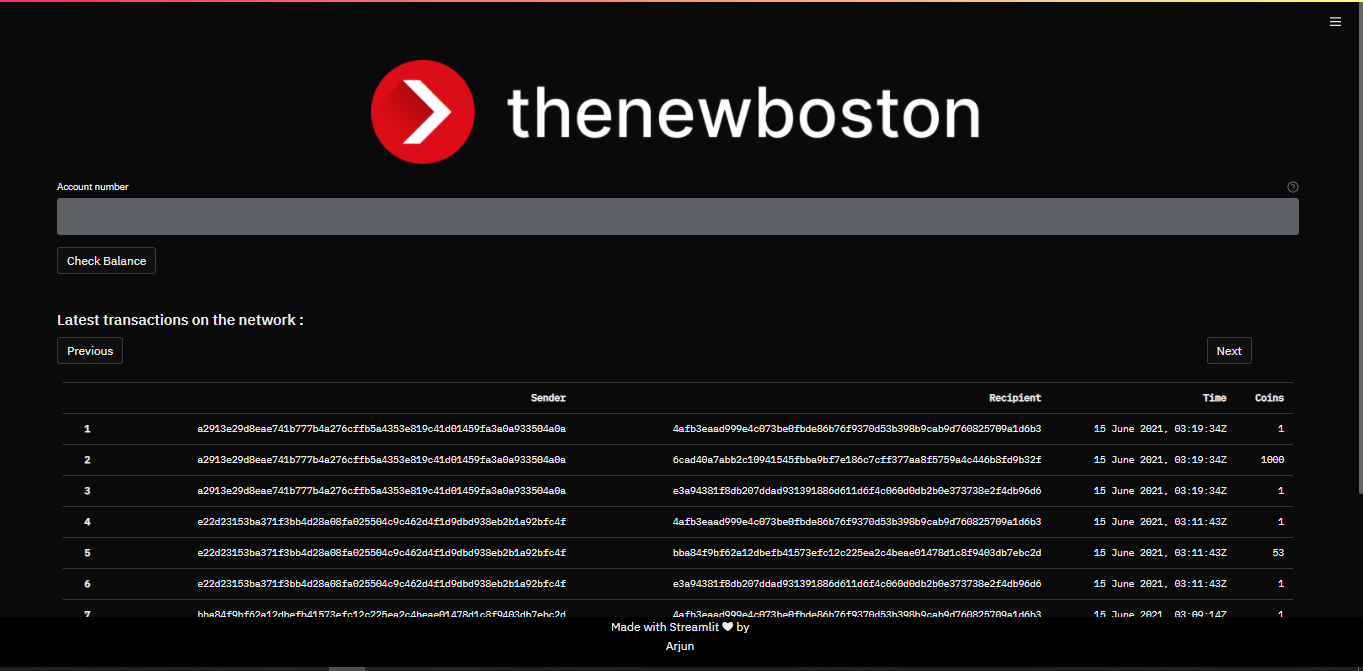 thenewboston
Account number
Check Balance
Latest transactions on the network :
Previous Next
Sender Recipient Time Coins
1 a2913e29d8eae741b777b4a276cffb5a4353e819c41d01459fa3a0a933504a0a 4afb3eaad999e4c073be0fbde86b76f9370d53b398b9cab9d760825709a1d6b3 15 June 2021, 03:19:34Z 1
2 a2913e29d8eae741b777b4a276cffb5a4353e819c41d01459fa3a0a933504a0a 6cad40a7abb2c10941545fbba9bf7e186c7cff377aa8f5759a4c446b8fd9b32f 15 June 2021, 03:19:34Z 1000
3 a2913e29d8eae741b777b4a276cffb5a4353e819c41d01459fa3a0a933504a0a e3a94381f8db207ddad931391886d611d6f4c060d0db2b0e373738e2f4db96d6 15 June 2021, 03:19:34Z 1
4 e22d23153ba371f3bb4d28a08fa025504c9c462d4f1d9dbd938eb2b1a92bfc4f 4afb3eaad999e4c073be0fbde86b76f9370d53b398b9cab9d760825709a1d6b3 15 June 2021, 03:11:43Z 1
5 e22d23153ba371f3bb4d28a08fa025504c9c462d4f1d9dbd938eb2b1a92bfc4f bba84f9bf62a12dbefb41573efc12c225ea2c4beae01478d1c8f9403db7ebc2d 15 June 2021, 03:11:43Z 53
6 e22d23153ba371f3bb4d28a08fa025504c9c462d4f1d9dbd938eb2b1a92bfc4f e3a94381f8db207ddad931391886d611d6f4c060d0db2b0e373738e2f4db96d6 15 June 2021, 03:11:43Z 1
7 bba84f9bf62a12dbefb41573efc12c225ea2c4beae01478d1c8f9403db7ebc2d 4afb3eaad999e4c073be0fbde86b76f9370d53b398b9cab9d760825709a1d6b3 15 June 2021, 03:09:14Z 1
Made with Streamlit ❤ by
Arjun